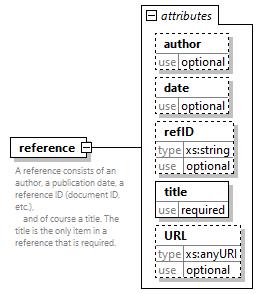 attributes
author
use optional
date
use optional
refID
type xs:string
use optional
title
use required
URL
type xs:anyURI
use optional
reference
A reference consists of an
author, a publication date, a
reference ID (document ID,
etc.),
and of course a title. The
title is the only item in a
reference that is required.